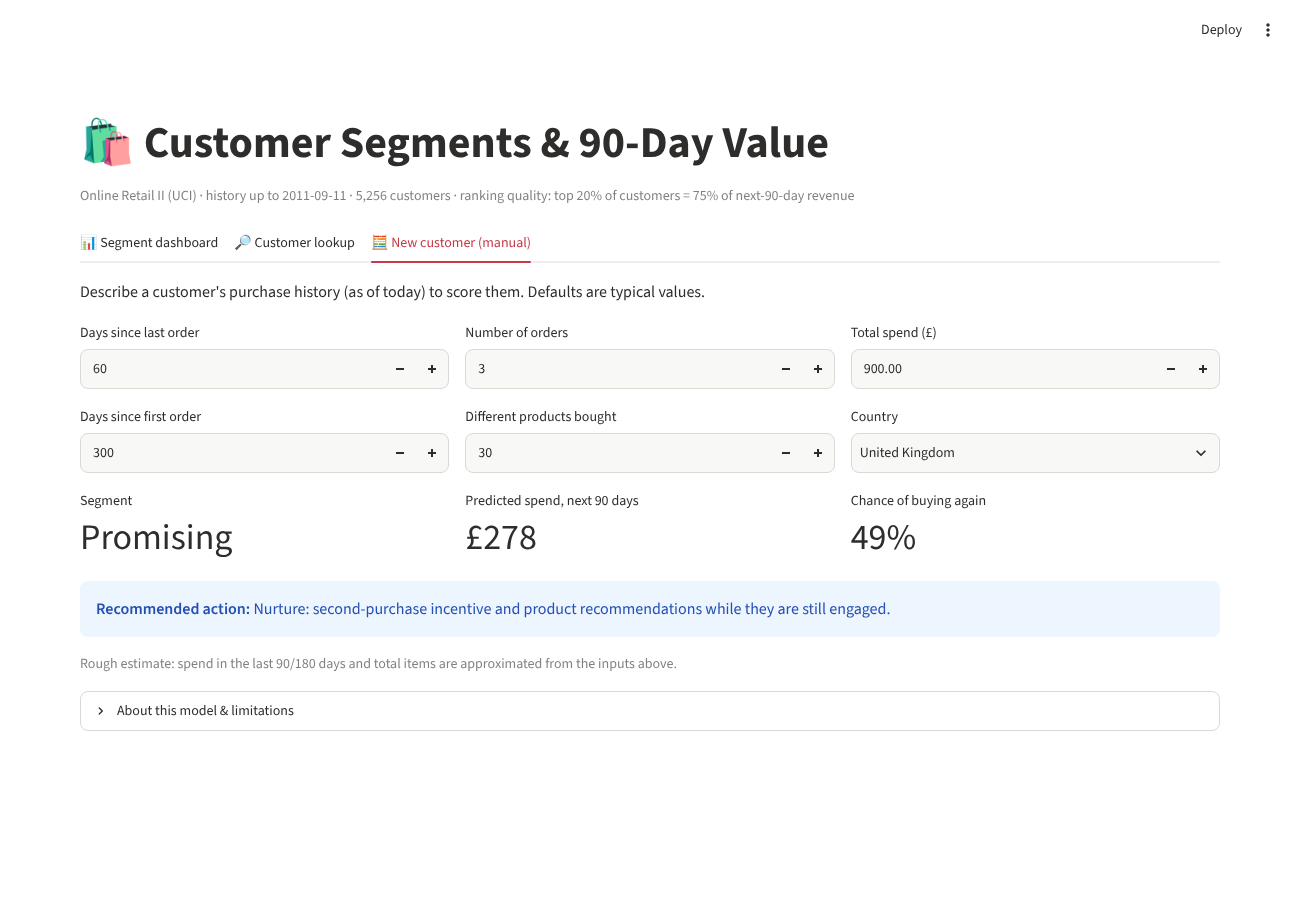 Deploy
Customer Segments & 90-Day Value
Online Retail II (UCI) · history up to 2011-09-11 · 5,256 customers · ranking quality: top 20% of customers = 75% of next-90-day revenue
Segment dashboard Customer lookup New customer (manual)
Describe a customer's purchase history (as of today) to score them. Defaults are typical values.
Days since last order Number of orders Total spend (£)
60 3 900.00
Days since first order Different products bought Country
300 30 United Kingdom
Segment Predicted spend, next 90 days Chance of buying again
Promising £278 49%
Recommended action: Nurture: second-purchase incentive and product recommendations while they are still engaged.
Rough estimate: spend in the last 90/180 days and total items are approximated from the inputs above.
About this model & limitations